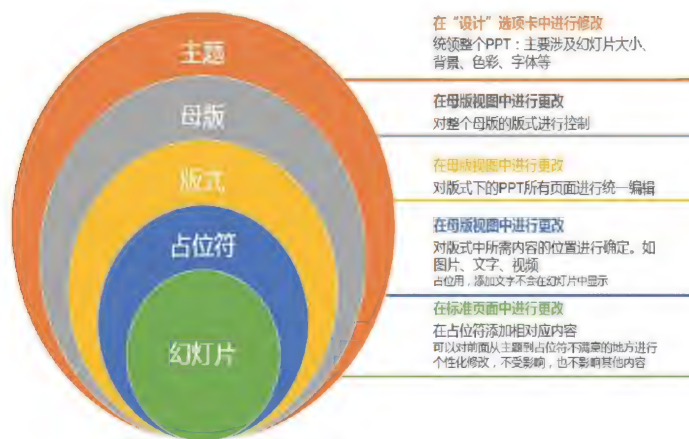 主题
母版
版式
占位符
幻灯片
在“设计”选项卡中进行修改
统领整个PPT：主要涉及幻灯片大小、
背景、色彩、字体等
在母版视图中进行更改
对整个母版的版式进行控制
在母版视图中进行更改
对版式下的PPT所有页面进行统一编辑
在母版视图中进行更改
对版式中所需内容的位置进行确定。如
图片、文字、视频
占位用，添加文字不会在幻灯片中显示
在标准页面中进行更改
在占位符添加相对应内容
可以对前面从主题到占位符不满意的地方进行
个性化修改，不受影响，也不影响其他内容